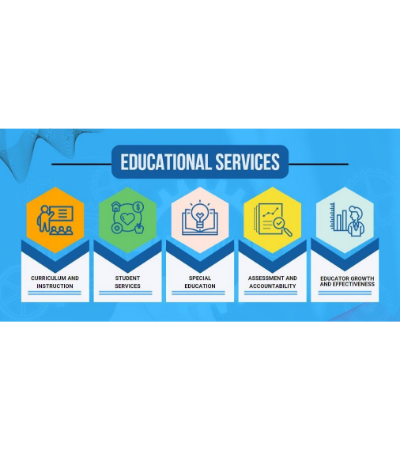 EDUCATIONAL SERVICES
CURRICULUM AND
INSTRUCTION
STUDENT
SERVICES
SPECIAL
EDUCATION
ASSESSMENT AND
ACCOUNTABILITY
EDUCATOR GROWTH
AND EFFECTIVENESS